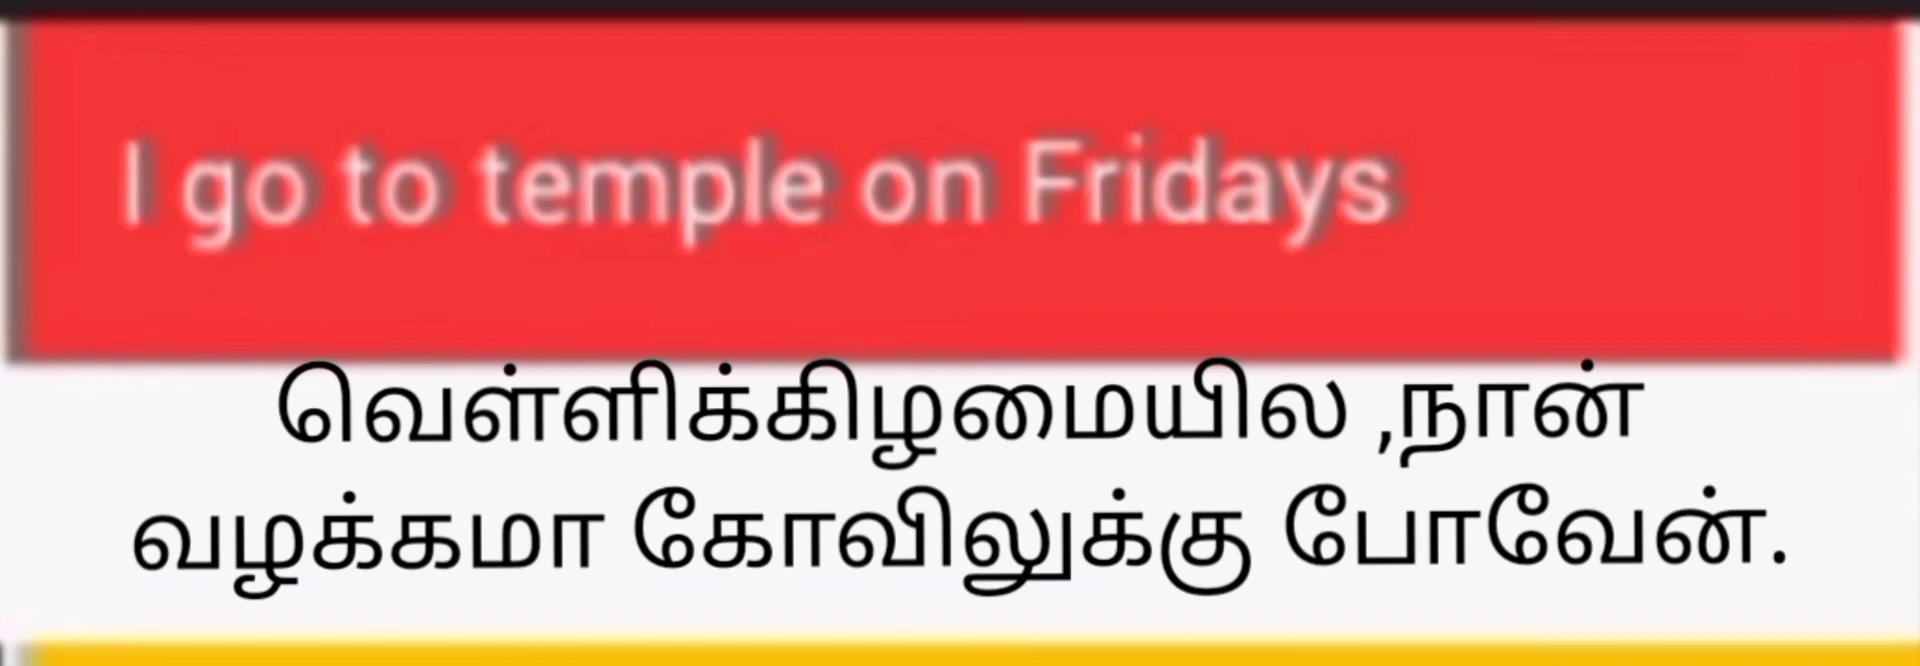 I go to temple on Fridays
வெள்ளிக்கிழமையில ,நான்
வழக்கமா கோவிலுக்கு போவேன்.